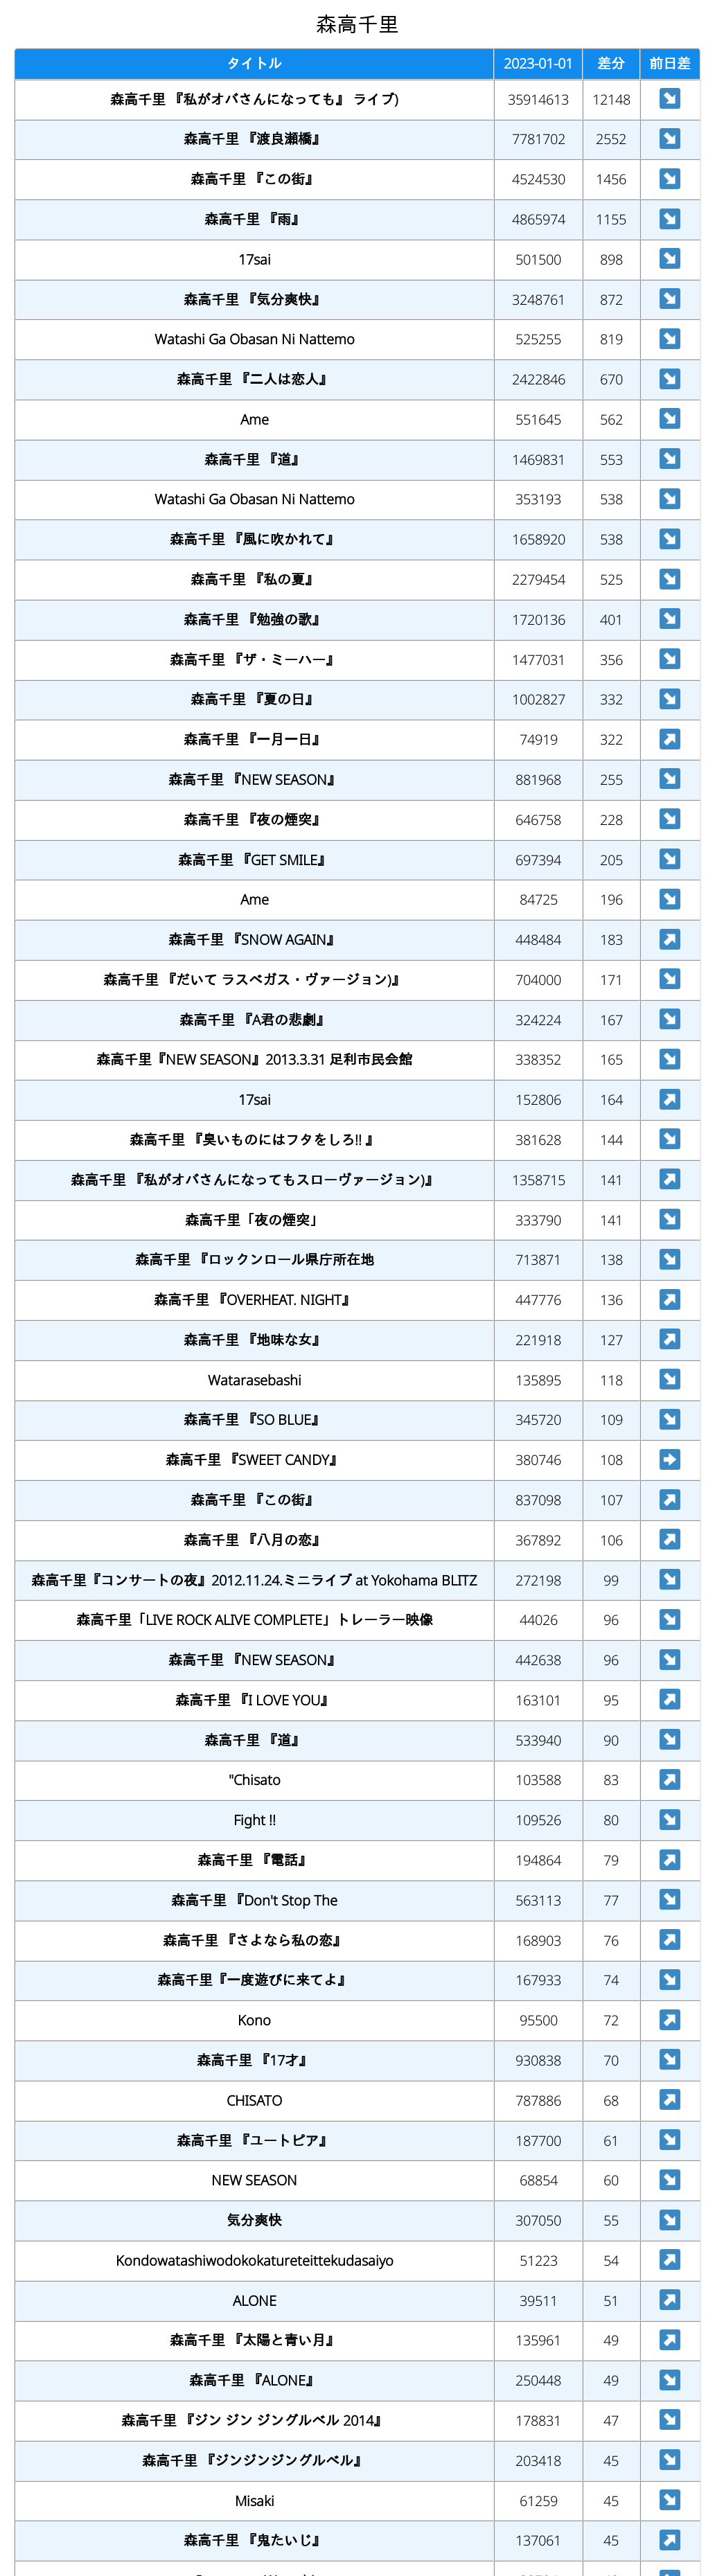 森高千里
タイトル 2023-01-01 差分 前日差
森高千里 『私がオバさんになっても』 ライブ) 35914613 12148 ↘
森高千里 『渡良瀬橋』 7781702 2552 ↘
森高千里 『この街』 4524530 1456 ↘
森高千里 『雨』 4865974 1155 ↘
17sai 501500 898 ↘
森高千里 『気分爽快』 3248761 872 ↘
Watashi Ga Obasan Ni Nattemo 525255 819 ↘
森高千里 『二人は恋人』 2422846 670 ↘
Ame 551645 562 ↘
森高千里 『道』 1469831 553 ↘
Watashi Ga Obasan Ni Nattemo 353193 538 ↘
森高千里 『風に吹かれて』 1658920 538 ↘
森高千里 『私の夏』 2279454 525 ↘
森高千里 『勉強の歌』 1720136 401 ↘
森高千里 『ザ・ミーハー』 1477031 356 ↘
森高千里 『夏の日』 1002827 332 ↘
森高千里 『一月一日』 74919 322 ↗
森高千里 『NEW SEASON』 881968 255 ↘
森高千里 『夜の煙突』 646758 228 ↘
森高千里 『GET SMILE』 697394 205 ↘
Ame 84725 196 ↘
森高千里 『SNOW AGAIN』 448484 183 ↗
森高千里 『だいて ラスベガス・ヴァージョン)』 704000 171 ↘
森高千里 『A君の悲劇』 324224 167 ↘
森高千里『NEW SEASON』2013.3.31 足利市民会館 338352 165 ↘
17sai 152806 164 ↗
森高千里 『臭いものにはフタをしろ!! 』 381628 144 ↘
森高千里 『私がオバさんになってもスローヴァージョン)』 1358715 141 ↗
森高千里「夜の煙突」 333790 141 ↘
森高千里 『ロックンロール県庁所在地 713871 138 ↘
森高千里 『OVERHEAT. NIGHT』 447776 136 ↗
森高千里 『地味な女』 221918 127 ↗
Watarasebashi 135895 118 ↘
森高千里 『SO BLUE』 345720 109 ↘
森高千里 『SWEET CANDY』 380746 108 ➡
森高千里 『この街』 837098 107 ↗
森高千里 『八月の恋』 367892 106 ↗
森高千里『コンサートの夜』2012.11.24.ミニライブ at Yokohama BLITZ 272198 99 ↘
森高千里「LIVE ROCK ALIVE COMPLETE」トレーラー映像 44026 96 ↘
森高千里 『NEW SEASON』 442638 96 ↘
森高千里 『I LOVE YOU』 163101 95 ↗
森高千里 『道』 533940 90 ↘
"Chisato 103588 83 ↗
Fight !! 109526 80 ↘
森高千里 『電話』 194864 79 ↗
森高千里 『Don't Stop The 563113 77 ↘
森高千里 『さよなら私の恋』 168903 76 ↗
森高千里『一度遊びに来てよ』 167933 74 ↘
Kono 95500 72 ↗
森高千里 『17才』 930838 70 ↘
CHISATO 787886 68 ↗
森高千里 『ユートピア』 187700 61 ↘
NEW SEASON 68854 60 ↘
気分爽快 307050 55 ↘
Kondowatashiwodokokatureteittekudasaiyo 51223 54 ↗
ALONE 39511 51 ↗
森高千里 『太陽と青い月』 135961 49 ↗
森高千里 『ALONE』 250448 49 ↘
森高千里 『ジン ジン ジングルベル 2014』 178831 47 ↘
森高千里 『ジンジンジングルベル』 203418 45 ↘
Misaki 61259 45 ↘
森高千里 『鬼たいじ』 137061 45 ↗